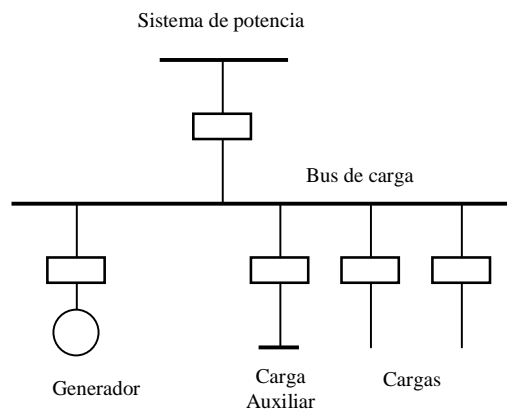 Sistema de potencia
Bus de carga
Generador
Carga
Auxiliar
Cargas